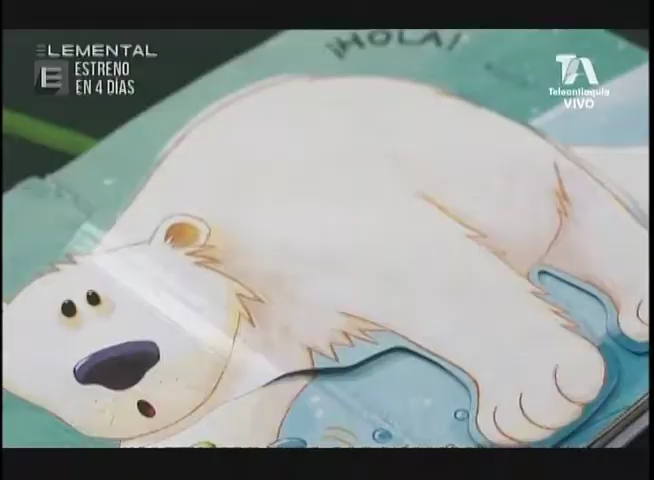 ¡HOLA!
ELEMENTAL
E
ESTRENO
EN 4 DÍAS
TA
Teleantioquia
VIVO